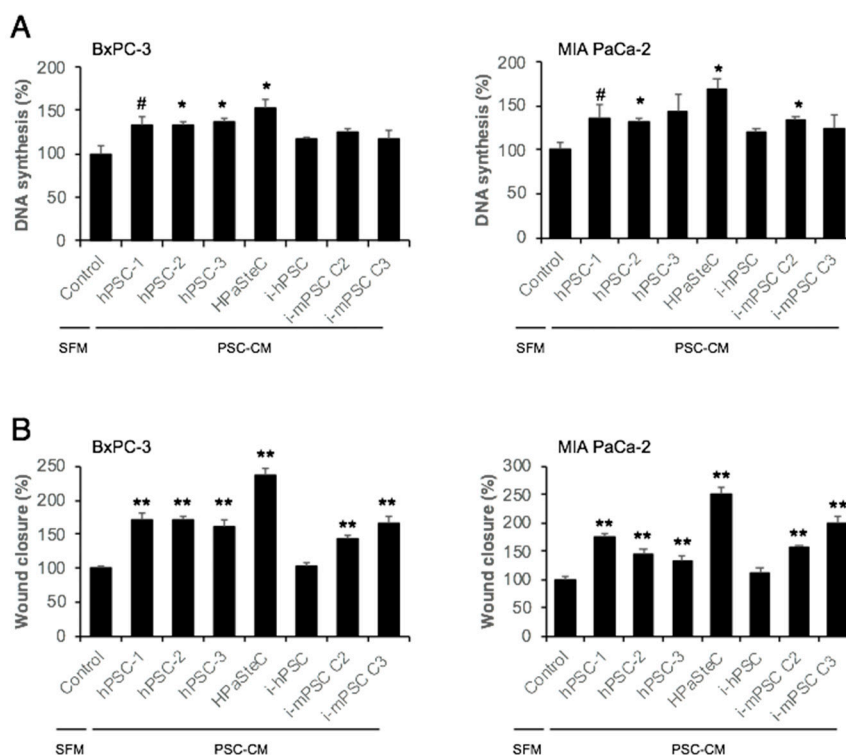 A
BxPC-3
DNA synthesis (%)
200
150
100
50
0
# * * *
Control
hPSC-1
hPSC-2
hPSC-3
HPaSteC
i-hPSC
i-mPSC C2
i-mPSC C3
SFM
PSC-CM
MIA PaCa-2
DNA synthesis (%)
200
150
100
50
0
# * * *
Control
hPSC-1
hPSC-2
hPSC-3
HPaSteC
i-hPSC
i-mPSC C2
i-mPSC C3
SFM
PSC-CM
B
BxPC-3
Wound closure (%)
250
200
150
100
50
0
** ** ** ** ** **
Control
hPSC-1
hPSC-2
hPSC-3
HPaSteC
i-hPSC
i-mPSC C2
i-mPSC C3
SFM
PSC-CM
MIA PaCa-2
Wound closure (%)
300
250
200
150
100
50
0
** ** ** ** ** **
Control
hPSC-1
hPSC-2
hPSC-3
HPaSteC
i-hPSC
i-mPSC C2
i-mPSC C3
SFM
PSC-CM